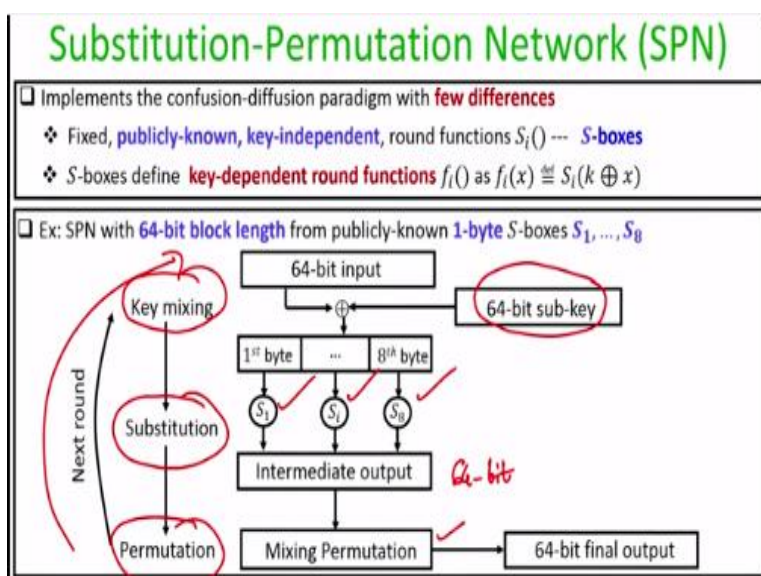 Substitution-Permutation Network (SPN)
❑ Implements the confusion-diffusion paradigm with few differences
❖ Fixed, publicly-known, key-independent, round functions Sᵢ() --- S-boxes
❖ S-boxes define key-dependent round functions fᵢ() as fᵢ(x) ≝ Sᵢ(k ⊕ x)
❑ Ex: SPN with 64-bit block length from publicly-known 1-byte S-boxes S₁, ..., S₈
64-bit input
Key mixing
⊕
64-bit sub-key
1ˢᵗ byte ... 8ᵗʰ byte
Next round
S₁ Sᵢ S₈
Substitution
Intermediate output
64-bit
Permutation
Mixing Permutation
64-bit final output